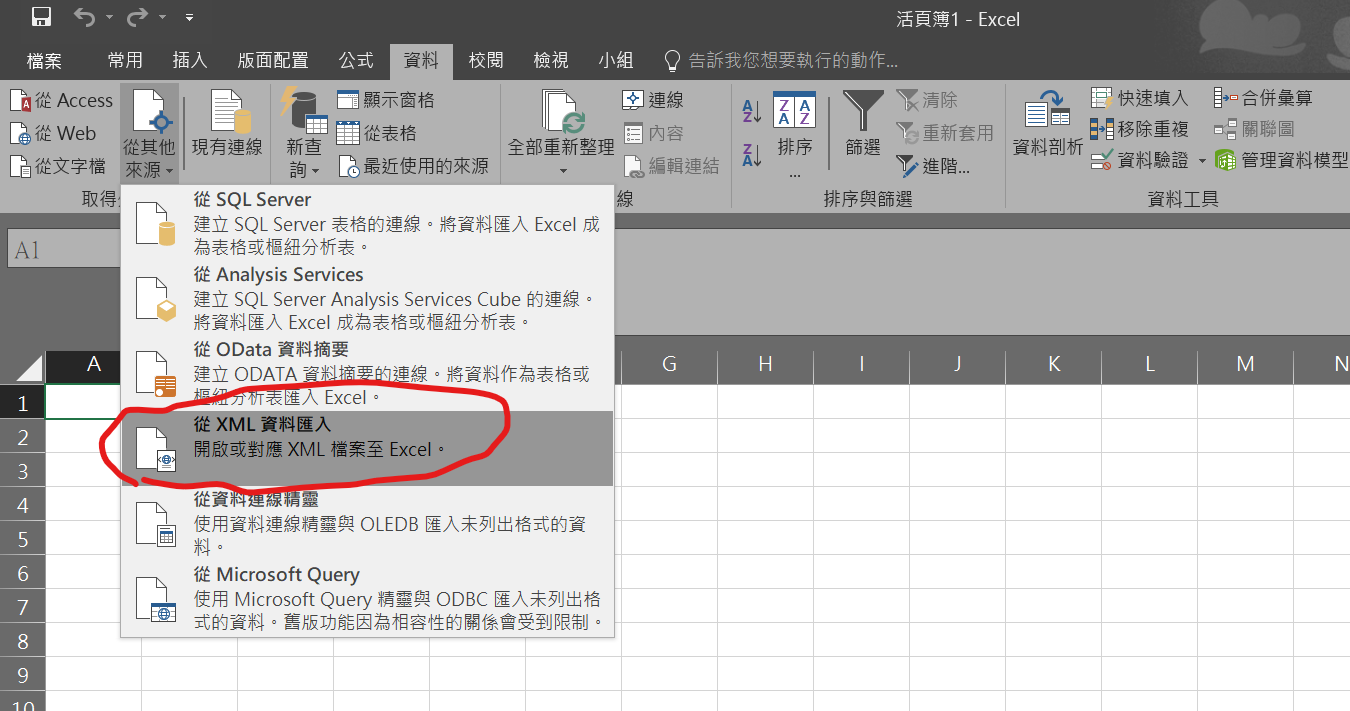 活頁簿1 - Excel
檔案 常用 插入 版面配置 公式 資料 校閱 檢視 小組 告訴我您想要執行的動作...
從 Access
從 Web
從文字檔
從其他
來源
現有連線
取得
新查
詢
顯示窗格
從表格
最近使用的來源
全部重新整理
連線
內容
編輯連結
線
排序
...
篩選
清除
重新套用
進階...
排序與篩選
資料剖析
快速填入
移除重複
資料驗證
合併彙算
關聯圖
管理資料模型
資料工具
A1
從 SQL Server
建立 SQL Server 表格的連線。將資料匯入 Excel 成
為表格或樞紐分析表。
從 Analysis Services
建立 SQL Server Analysis Services Cube 的連線。
將資料匯入 Excel 成為表格或樞紐分析表。
從 OData 資料摘要
建立 ODATA 資料摘要的連線。將資料作為表格或
樞紐分析表匯入 Excel。
從 XML 資料匯入
開啟或對應 XML 檔案至 Excel。
從資料連線精靈
使用資料連線精靈與 OLEDB 匯入未列出格式的資
料。
從 Microsoft Query
使用 Microsoft Query 精靈與 ODBC 匯入未列出格
式的資料。舊版功能因為相容性的關係會受到限制。
A G H I J K L M N
1
2
3
4
5
6
7
8
9
10